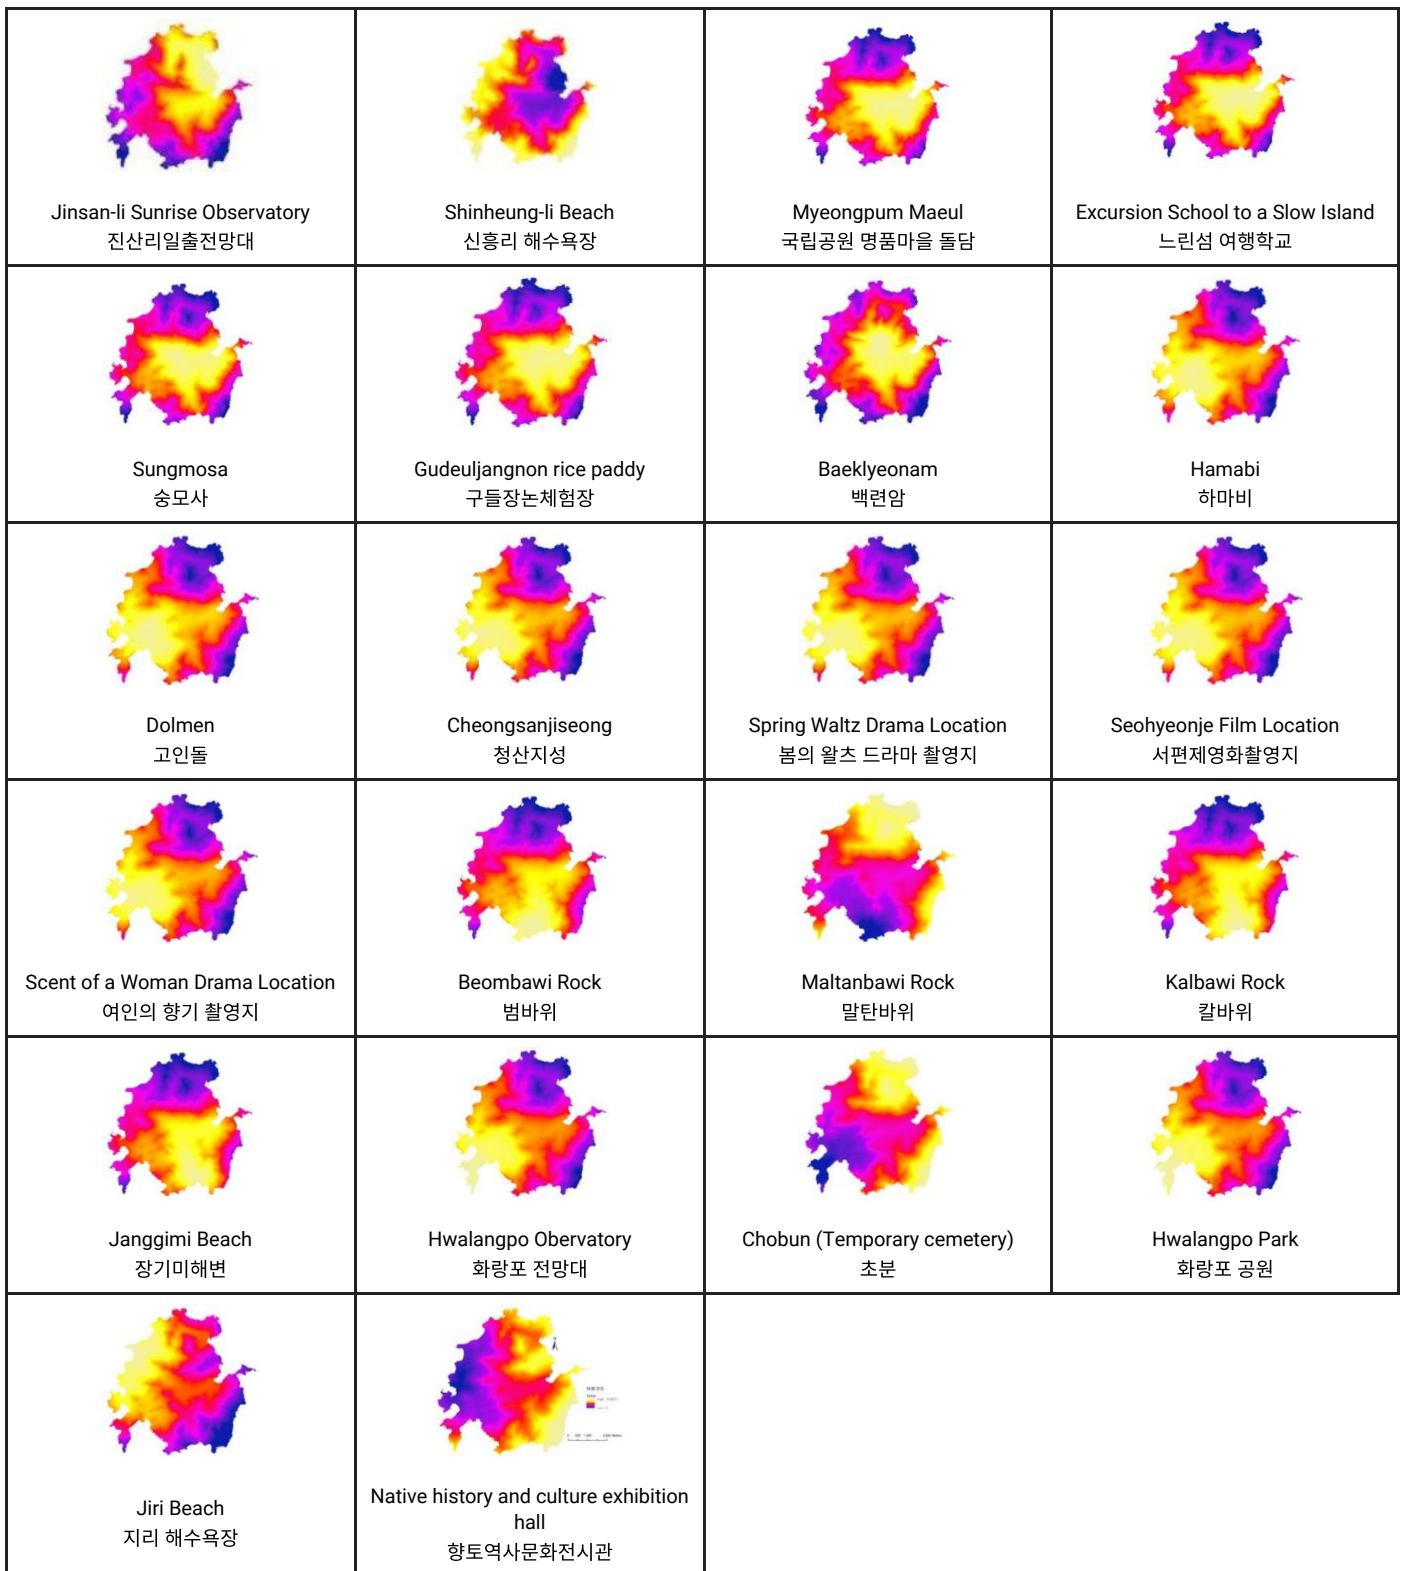 Jinsan-li Sunrise Observatory
진산리일출전망대
Shinheung-li Beach
신흥리 해수욕장
Myeongpum Maeul
국립공원 명품마을 돌담
Excursion School to a Slow Island
느린섬 여행학교
Sungmosa
숭모사
Gudeuljangnon rice paddy
구들장논체험장
Baeklyeonam
백련암
Hamabi
하마비
Dolmen
고인돌
Cheongsanjiseong
청산지성
Spring Waltz Drama Location
봄의 왈츠 드라마 촬영지
Seohyeonje Film Location
서편제영화촬영지
Scent of a Woman Drama Location
여인의 향기 촬영지
Beombawi Rock
범바위
Maltanbawi Rock
말탄바위
Kalbawi Rock
칼바위
Janggimi Beach
장기미해변
Hwalangpo Obervatory
화랑포 전망대
Chobun (Temporary cemetery)
초분
Hwalangpo Park
화랑포 공원
Jiri Beach
지리 해수욕장
Native history and culture exhibition
hall
향토역사문화전시관